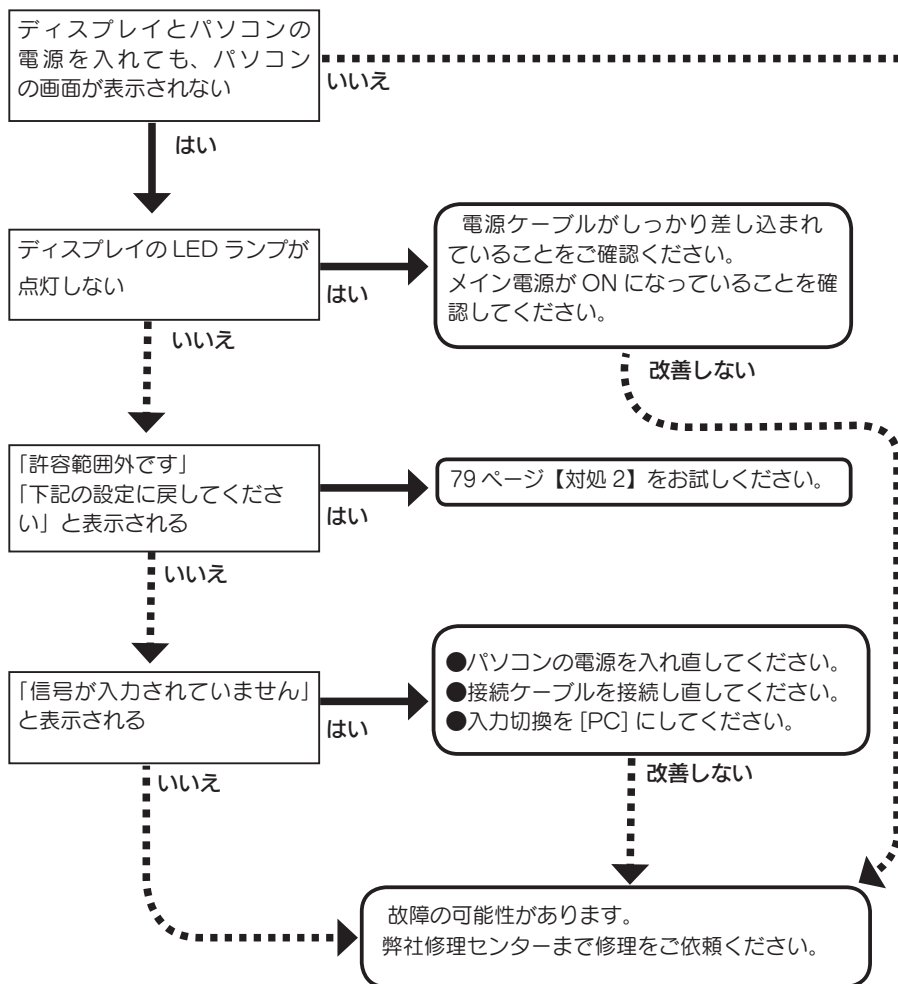 ディスプレイとパソコンの
電源を入れても、パソコン
の画面が表示されない
いいえ
はい
ディスプレイの LED ランプが
点灯しない
はい
電源ケーブルがしっかり差し込まれ
ていることをご確認ください。
メイン電源が ON になっていることを確
認してください。
いいえ
改善しない
「許容範囲外です」
「下記の設定に戻してくださ
い」と表示される
はい
79 ページ【対処 2】をお試しください。
いいえ
「信号が入力されていません」
と表示される
はい
●パソコンの電源を入れ直してください。
●接続ケーブルを接続し直してください。
●入力切換を [PC] にしてください。
いいえ
改善しない
故障の可能性があります。
弊社修理センターまで修理をご依頼ください。